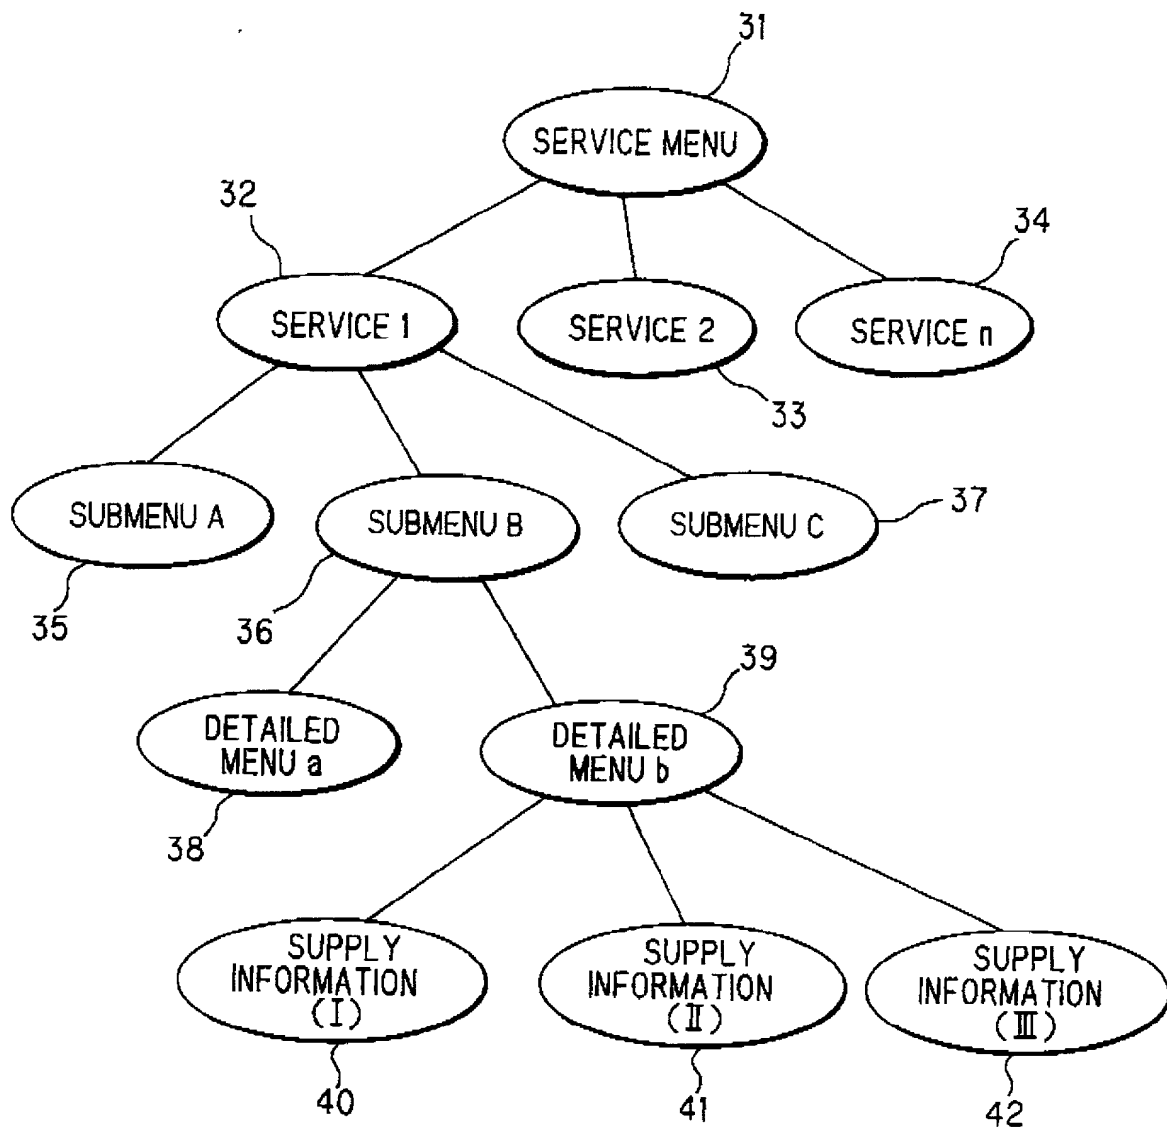 31
SERVICE MENU
32
34
SERVICE 1
SERVICE 2
SERVICE n
33
SUBMENU A
SUBMENU B
SUBMENU C
37
35
36
39
DETAILED
MENU a
DETAILED
MENU b
38
SUPPLY
INFORMATION
(I)
SUPPLY
INFORMATION
(II)
SUPPLY
INFORMATION
(III)
40
41
42